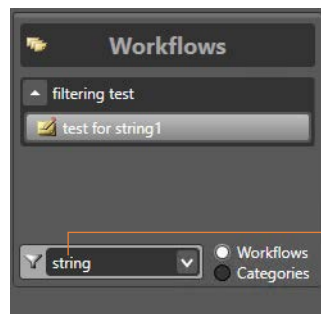 Workflows
filtering test
test for string1
string
Workflows
Categories